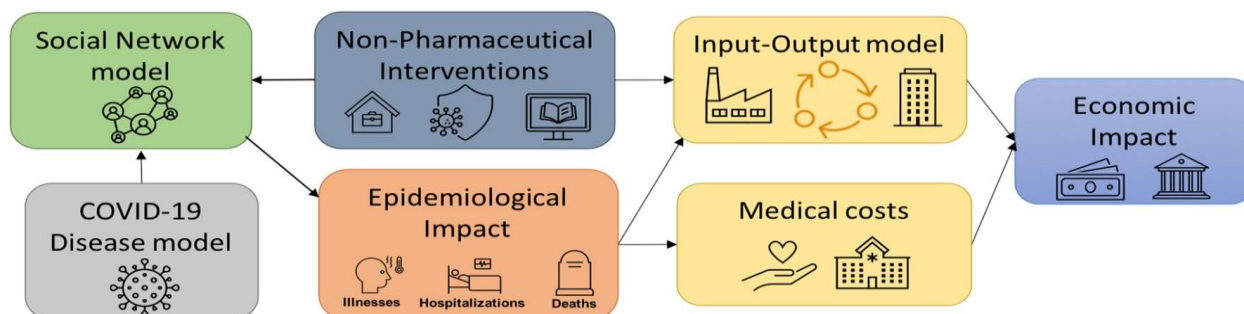 Social Network
model
Non-Pharmaceutical
Interventions
Input-Output model
Economic
Impact
COVID-19
Disease model
Epidemiological
Impact
Illnesses
Hospitalizations
Deaths
Medical costs